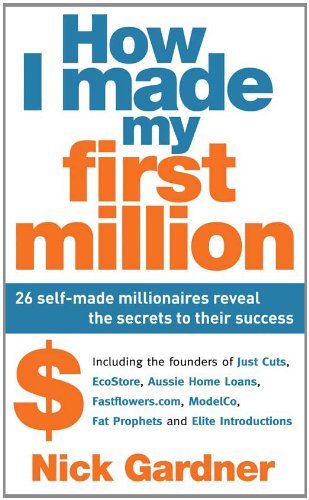 How
I made
my
first
million
26 self-made millionaires reveal
the secrets to their success
$
Including the founders of Just Cuts,
EcoStore, Aussie Home Loans,
Fastflowers.com, ModelCo,
Fat Prophets and Elite Introductions
Nick Gardner